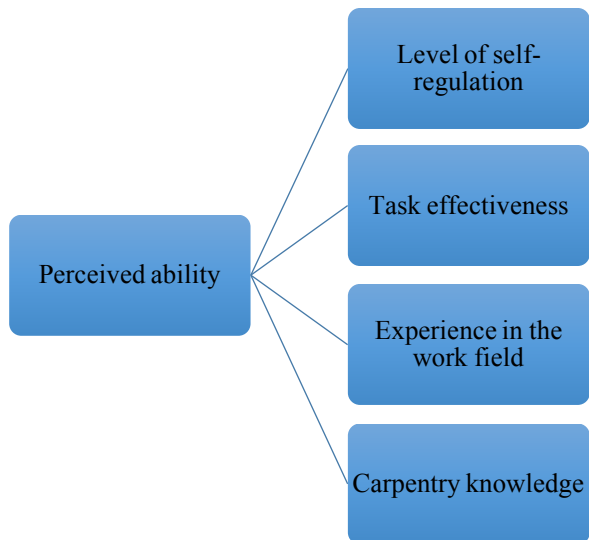 Level of self-
regulation
Task effectiveness
Perceived ability
Experience in the
work field
Carpentry knowledge